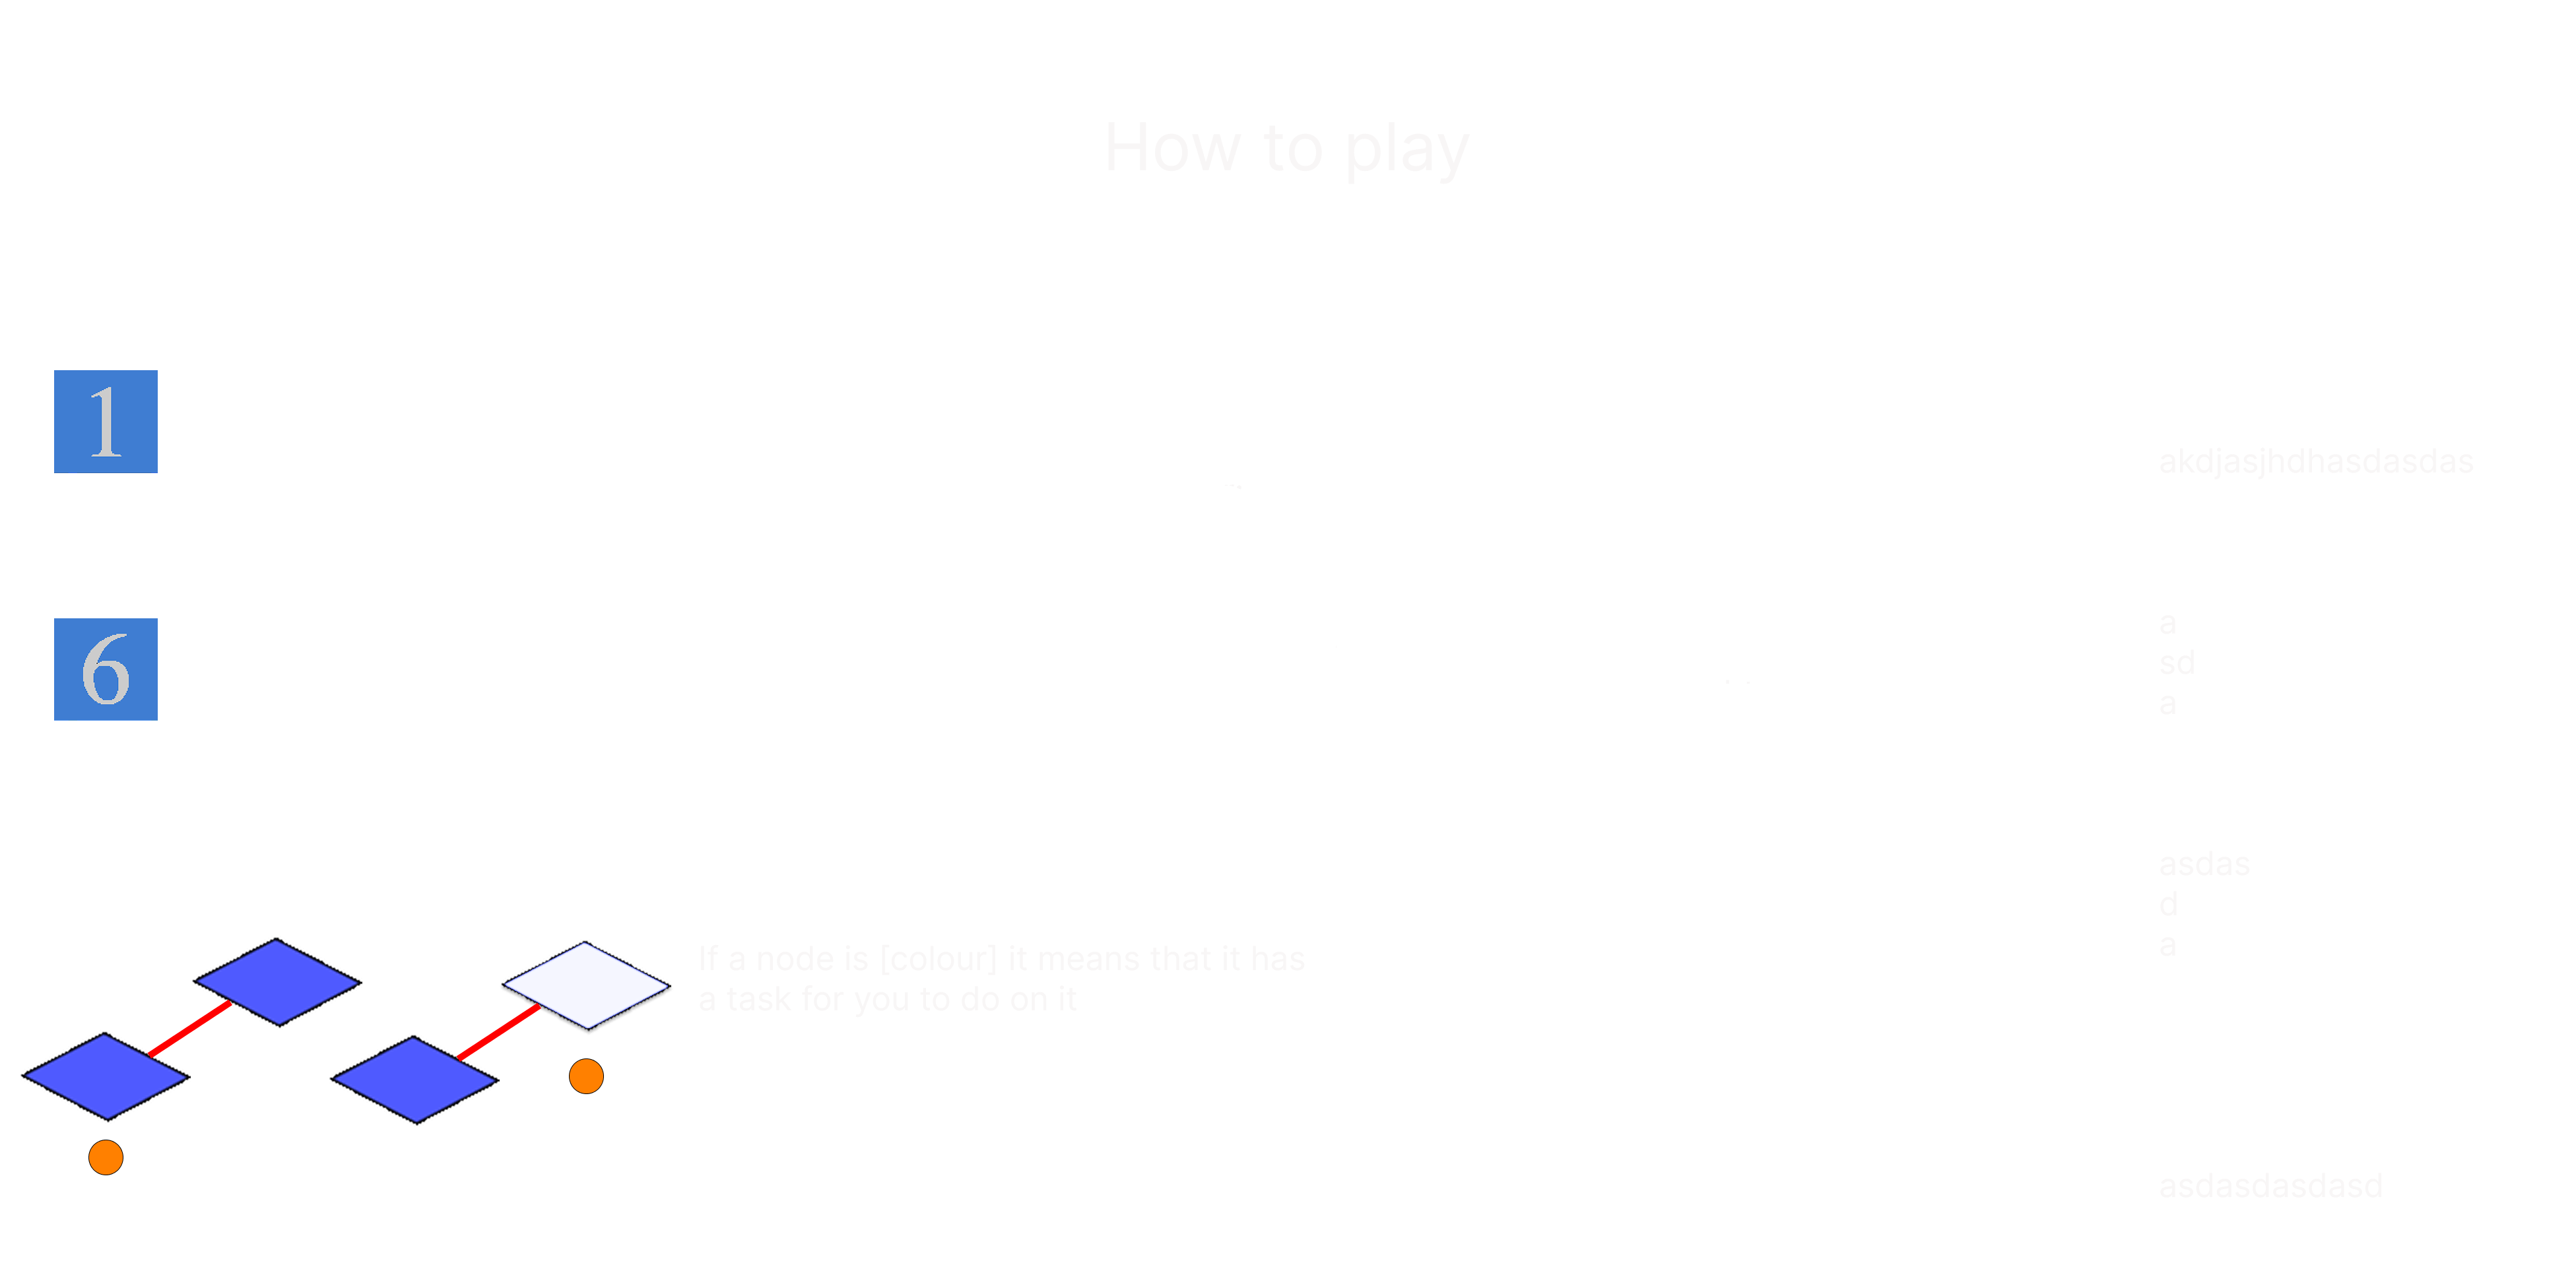 How to play
1
akdjasjhdhasdasdas
6
a
sd
a
asdas
d
a
If a node is [colour] it means that it has
a task for you to do on it
asdasdasdasd